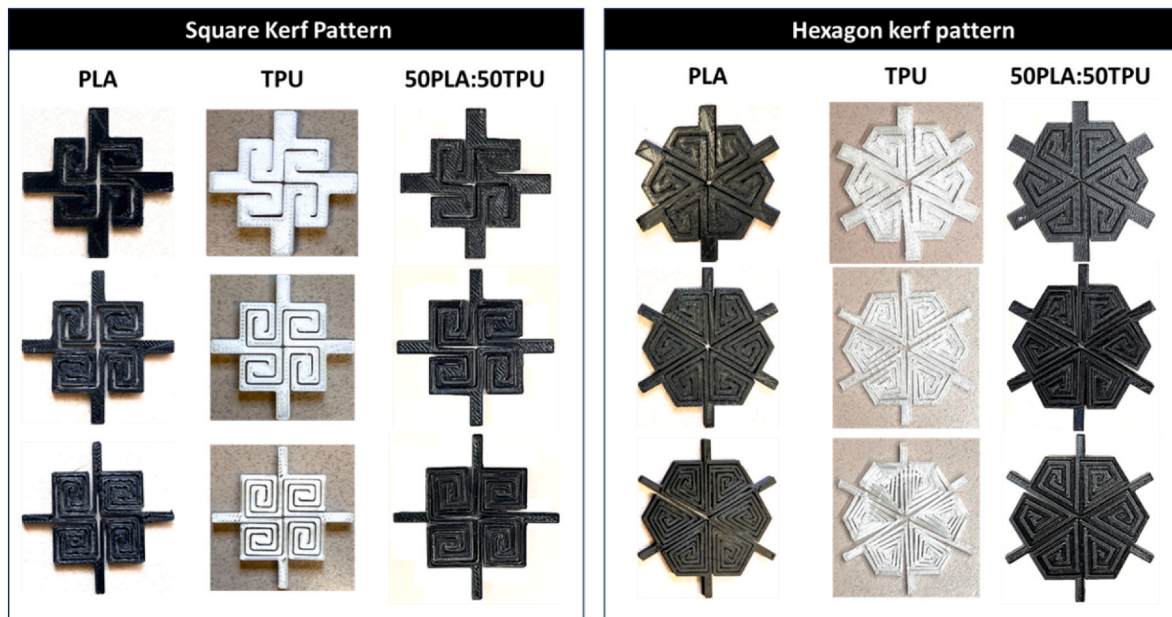 Square Kerf Pattern
PLA TPU 50PLA:50TPU
Hexagon kerf pattern
PLA TPU 50PLA:50TPU